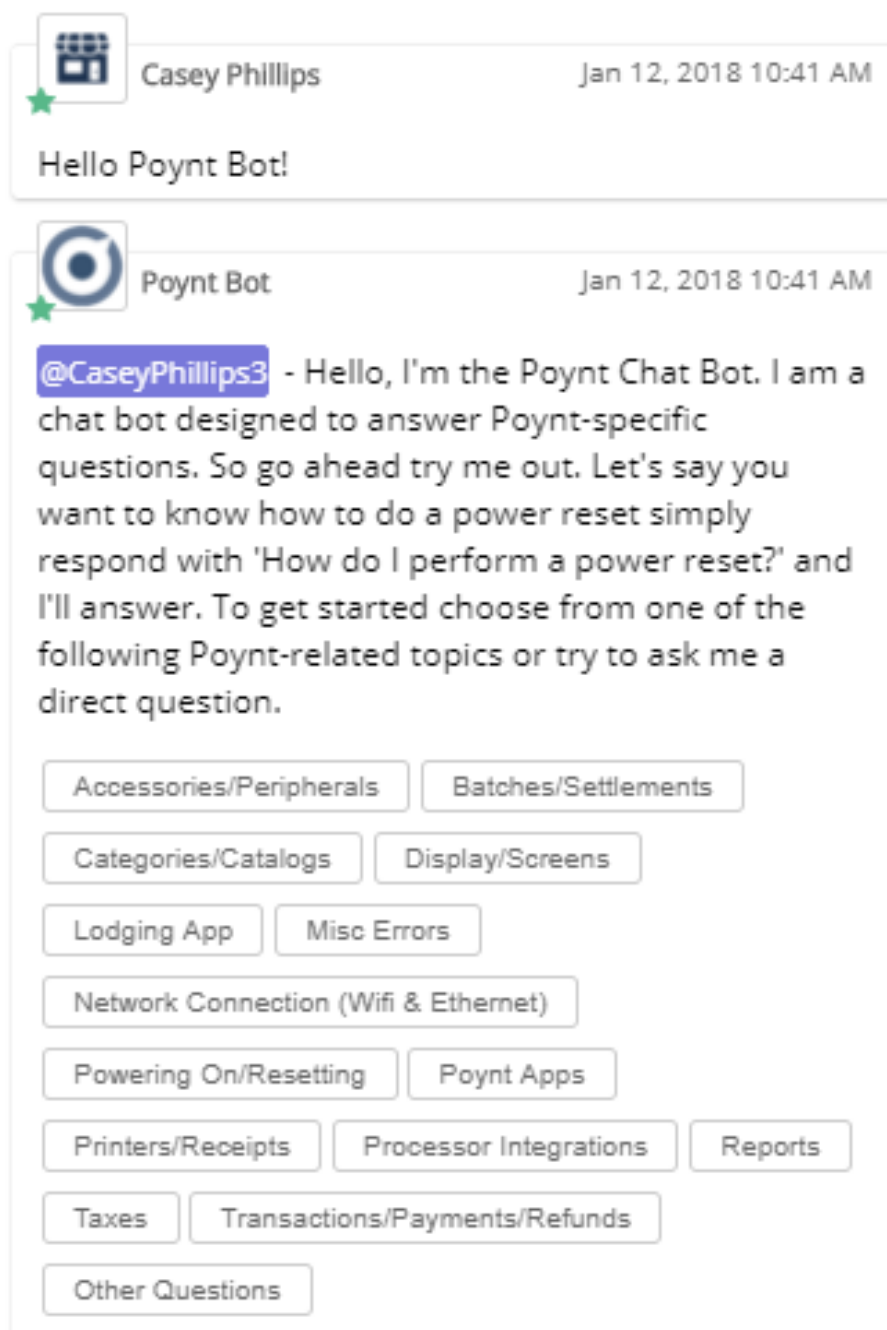 Casey Phillips Jan 12, 2018 10:41 AM
Hello Poynt Bot!
Poynt Bot Jan 12, 2018 10:41 AM
@CaseyPhillips3 - Hello, I'm the Poynt Chat Bot. I am a
chat bot designed to answer Poynt-specific
questions. So go ahead try me out. Let's say you
want to know how to do a power reset simply
respond with 'How do I perform a power reset?' and
I'll answer. To get started choose from one of the
following Poynt-related topics or try to ask me a
direct question.
Accessories/Peripherals Batches/Settlements
Categories/Catalogs Display/Screens
Lodging App Misc Errors
Network Connection (Wifi & Ethernet)
Powering On/Resetting Poynt Apps
Printers/Receipts Processor Integrations Reports
Taxes Transactions/Payments/Refunds
Other Questions